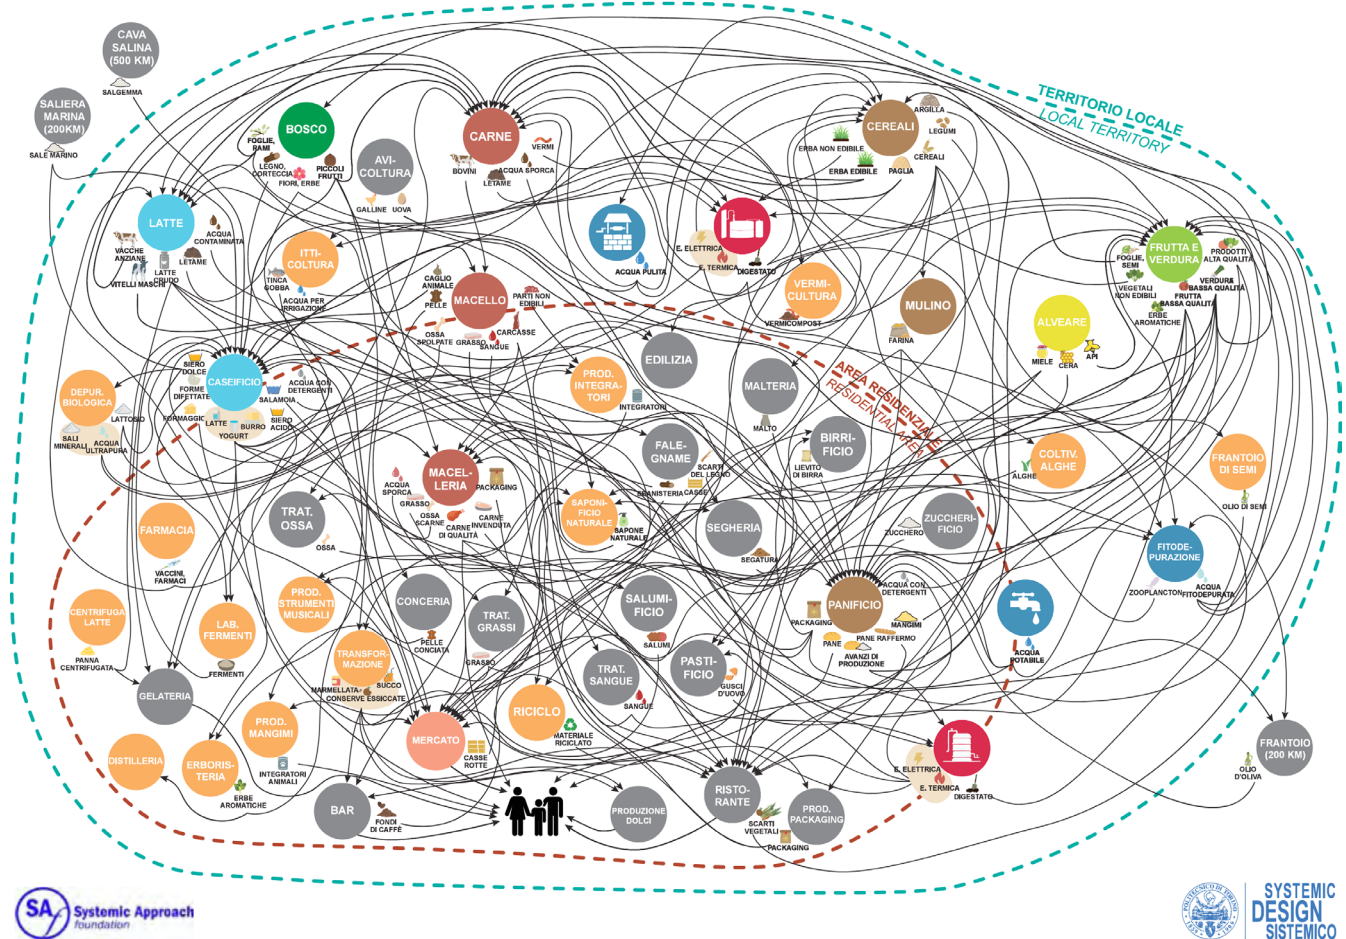 CAVA
SALINA
(500 KM)
SALGEMMA
SALIERA
MARINA
(200KM)
SALE MARINO
TERRITORIO LOCALE
LOCAL TERRITORY
BOSCO
FOGLIE,
RAMI
LEGNO,
CORTECCIA
FIORI, ERBE
PICCOLI
FRUTTI
AVI-
COLTURA
GALLINE
UOVA
CARNE
BOVINI
LETAME
ACQUA SPORCA
VERMI
CEREALI
ARGILLA
LEGUMI
CEREALI
PAGLIA
ERBA NON EDIBILE
ERBA EDIBILE
LATTE
ACQUA
CONTAMINATA
LETAME
LATTE
CRUDO
VACCHE
ANZIANE
VITELLI MASCHI
ITTI-
COLTURA
TINCA
GOBBA
ACQUA PER
IRRIGAZIONE
ACQUA PULITA
E. ELETTRICA
E. TERMICA
DIGESTATO
FRUTTA E
VERDURA
FOGLIE,
SEMI
VEGETALI
NON EDIBILI
ERBE
AROMATICHE
FRUTTA
BASSA QUALITÀ
VERDURA
BASSA QUALITÀ
PRODOTTI
ALTA QUALITÀ
MACELLO
CAGLIO
ANIMALE
PELLE
OSSA
SPOLPATE
GRASSO
SANGUE
CARCASSE
PARTI NON
EDIBILI
VERMI-
CULTURA
VERMICOMPOST
MULINO
FARINA
ALVEARE
MIELE
CERA
API
EDILIZIA
PROD.
INTEGRA-
TORI
INTEGRATORI
MALTERIA
MALTO
AREA RESIDENZIALE
RESIDENTIAL AREA
CASEIFICIO
SIERO
DOLCE
FORME
DIFETTATE
FORMAGGIO
LATTE
YOGURT
BURRO
SIERO
ACIDO
SALAMOIA
ACQUA CON
DETERGENTI
DEPUR.
BIOLOGICA
LATTOSIO
SALI
MINERALI
ACQUA
ULTRAPURA
FALE-
GNAME
SCARTI
DEL LEGNO
EBANISTERIA
CASSE
BIRRI-
FICIO
LIEVITO
DI BIRRA
COLTIV.
ALGHE
ALGHE
FRANTOIO
DI SEMI
OLIO DI SEMI
MACEL-
LERIA
PACKAGING
ACQUA
SPORCA
GRASSO
OSSA
SCARNE
CARNE
DI QUALITÀ
CARNE
INVENDUTA
TRAT.
OSSA
OSSA
SAPONI-
FICIO
NATURALE
SAPONE
NATURALE
SEGHERIA
SEGATURA
ZUCCHERI-
FICIO
ZUCCHERO
FARMACIA
VACCINI,
FARMACI
FITODE-
PURAZIONE
ZOOPLANCTON
ACQUA
FITODEPURATA
CENTRIFUGA
LATTE
PANNA
CENTRIFUGATA
LAB.
FERMENTI
FERMENTI
PROD.
STRUMENTI
MUSICALI
CONCERIA
PELLE
CONCIATA
TRAT.
GRASSI
GRASSO
SALUMI-
FICIO
SALUMI
PANIFICIO
ACQUA CON
DETERGENTI
MANGIMI
PACKAGING
PANE
PANE RAFFERMO
AVANZI DI
PRODUZIONE
ACQUA
POTABILE
TRANSFOR-
MAZIONE
MARMELLATA
CONSERVE
ESSICCATE
SUCCO
TRAT.
SANGUE
SANGUE
PASTI-
FICIO
GUSCI
D'UOVO
GELATERIA
RICICLO
MATERIALE
RICICLATO
PROD.
MANGIMI
INTEGRATORI
ANIMALI
MERCATO
CASSE
ROTTE
DISTILLERIA
ERBORIS-
TERIA
ERBE
AROMATICHE
BAR
FONDI
DI CAFFÈ
PRODUZIONE
DOLCI
RISTO-
RANTE
SCARTI
VEGETALI
PACKAGING
PROD.
PACKAGING
E. ELETTRICA
E. TERMICA
DIGESTATO
FRANTOIO
(200 KM)
OLIO
D'OLIVA
SA
Systemic Approach
foundation
SYSTEMIC
DESIGN
SISTEMICO